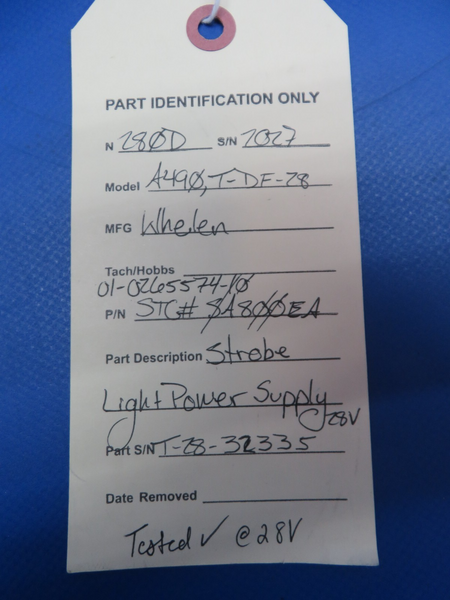 PART IDENTIFICATION ONLY
N 280D S/N 2027
Model A490, T-DF-28
MFG Whelen
Tach/Hobbs
01-0265574-10
P/N STC# SA800EA
Part Description Strobe
Light Power Supply
28V
Part S/N T-28-32335
Date Removed
Tested ✓ @ 28V